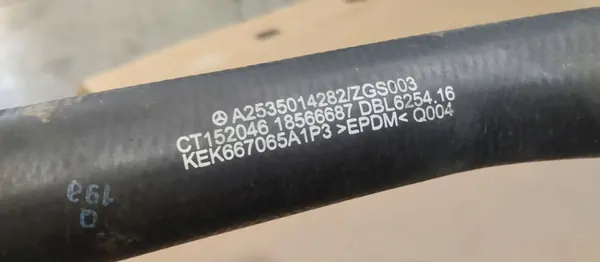 A2535014282/ZGS003
CT152046 18566687 DBL6254.16
KEK667065A1P3 >EPDM< Q004
193
Q